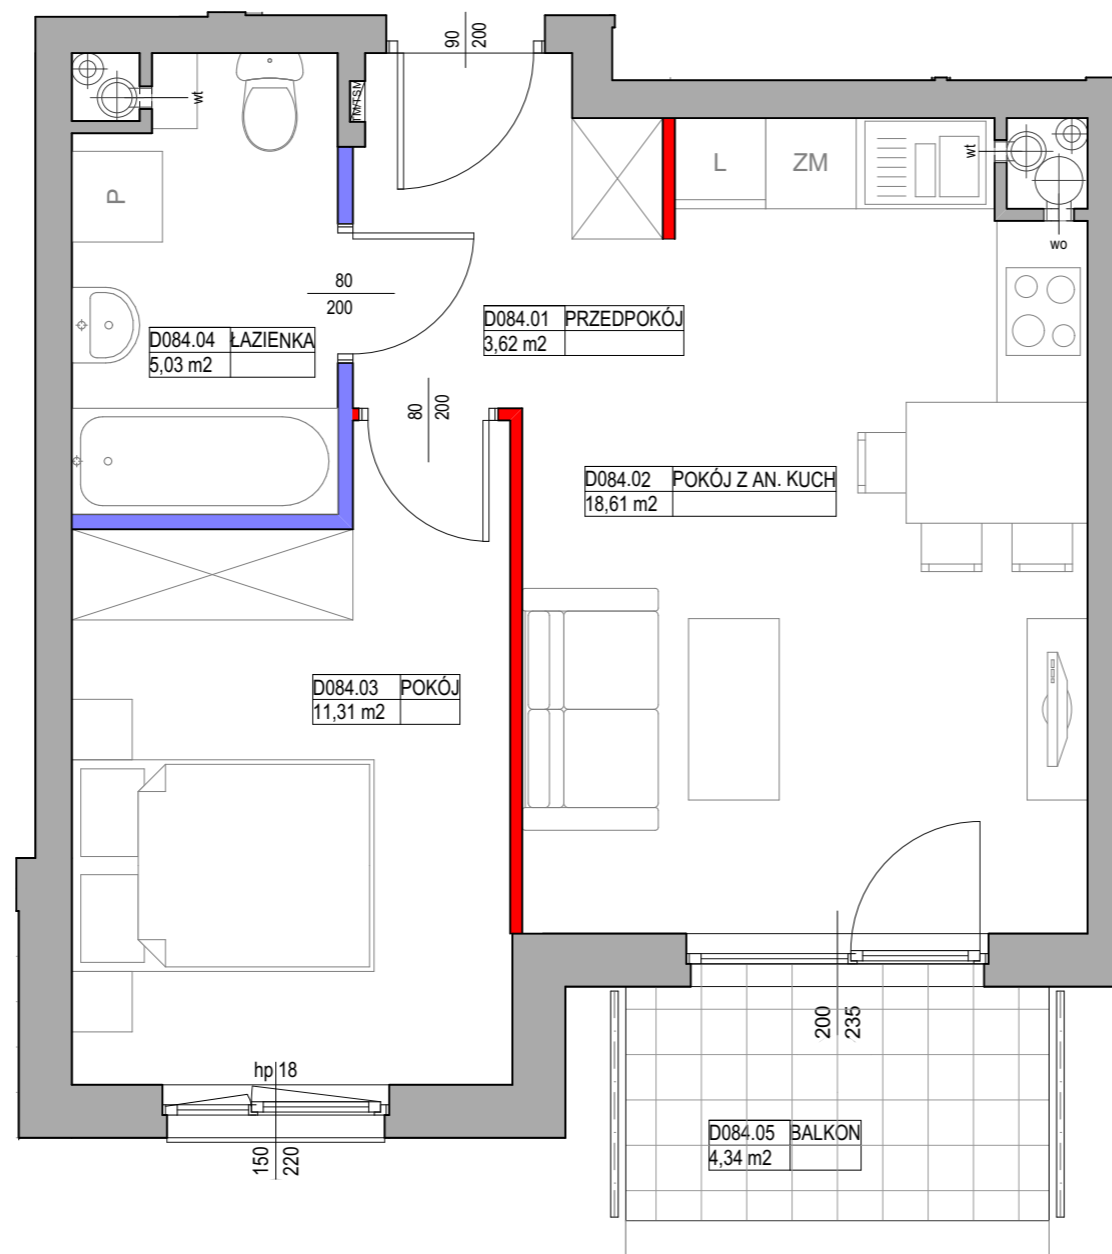 90
200
wt
TM/TSM
L
ZM
wt
wo
P
80
200
D084.01 PRZEDPOKÓJ
3,62 m2
D084.04 ŁAZIENKA
5,03 m2
80
200
D084.02 POKÓJ Z AN. KUCH
18,61 m2
D084.03 POKÓJ
11,31 m2
200
235
hp 18
150
220
D084.05 BALKON
4,34 m2